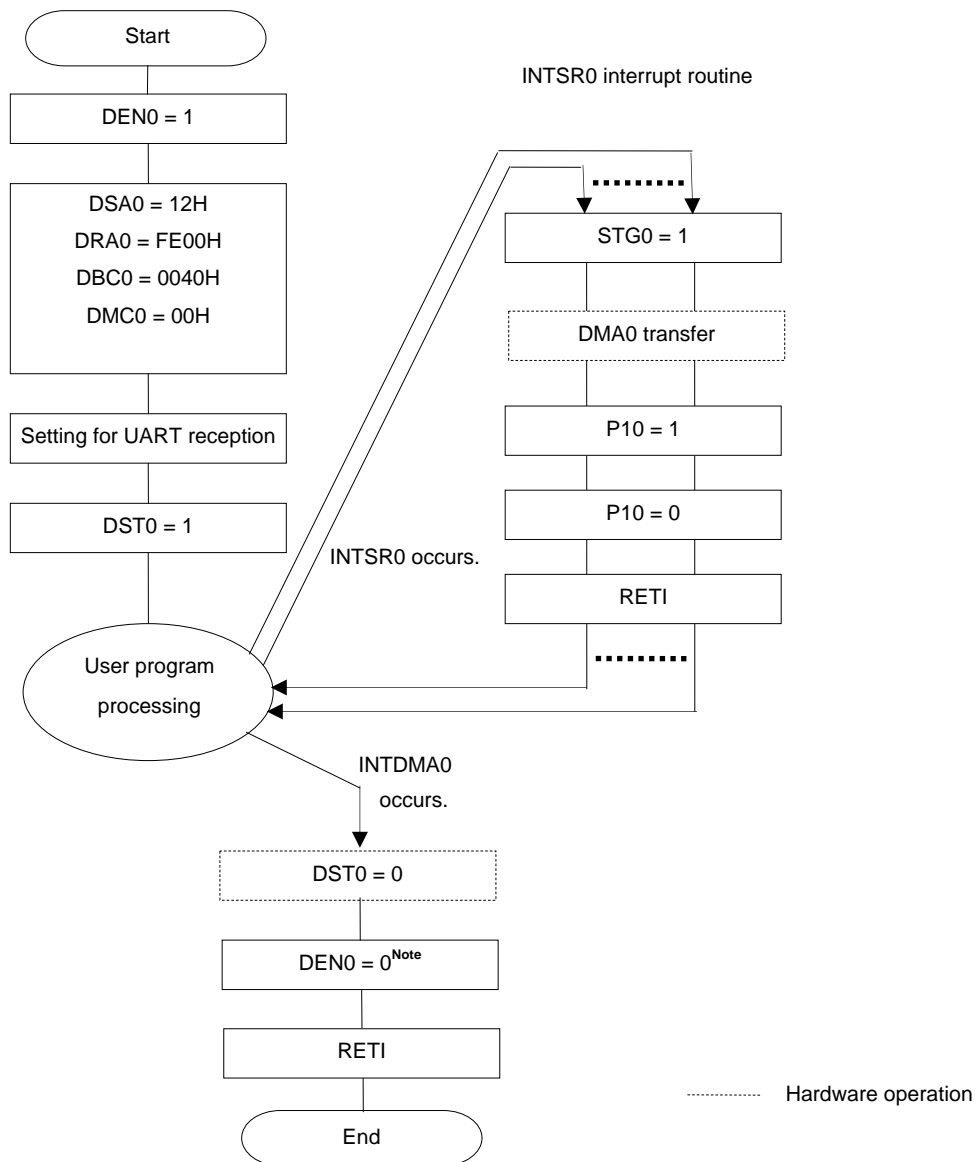 Start
DEN0 = 1
DSA0 = 12H
DRA0 = FE00H
DBC0 = 0040H
DMC0 = 00H
Setting for UART reception
DST0 = 1
User program
processing
INTSR0 occurs.
INTSR0 interrupt routine
STG0 = 1
DMA0 transfer
P10 = 1
P10 = 0
RETI
INTDMA0
occurs.
DST0 = 0
DEN0 = 0Note
RETI
End
Hardware operation